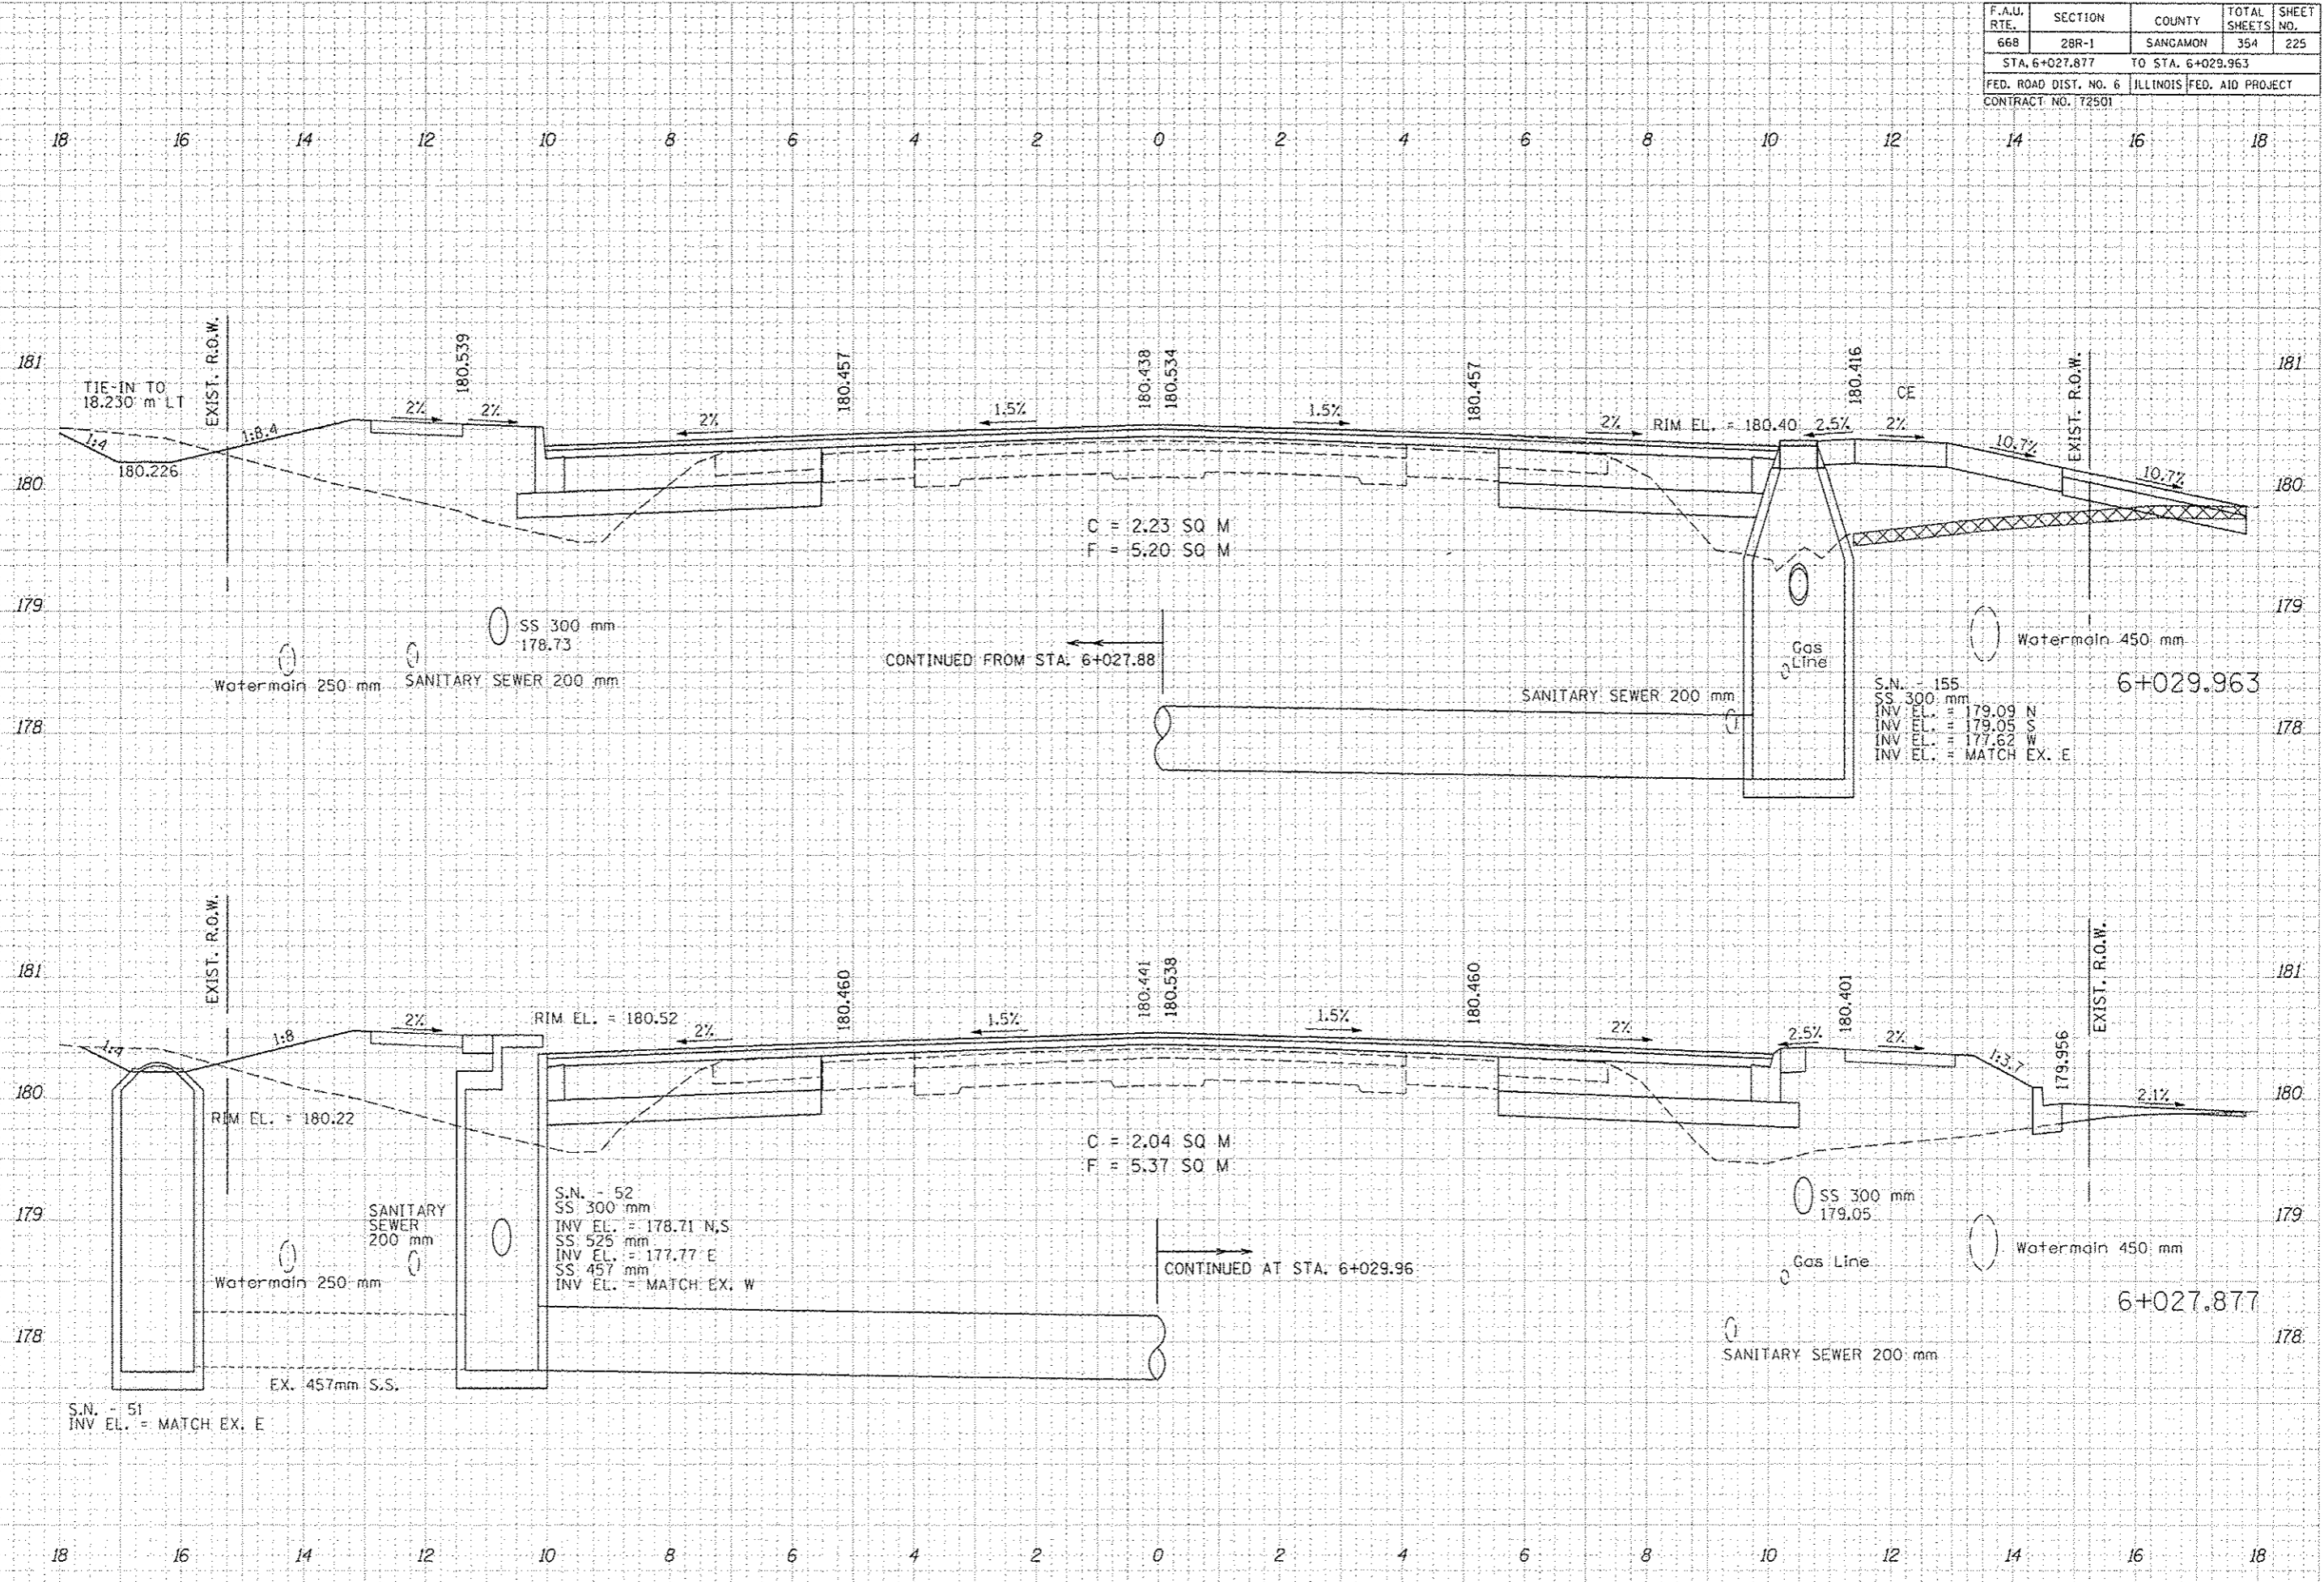 F.A.U. RTE. SECTION COUNTY TOTAL SHEETS SHEET NO.
668 28R-1 SANGAMON 354 225
STA. 6+027.877 TO STA. 6+029.963
FED. ROAD DIST. NO. 6 ILLINOIS FED. AID PROJECT
CONTRACT NO. 72501
18 16 14 12 10 8 6 4 2 0 2 4 6 8 10 12 14 16 18
EXIST. R.O.W.
180.539
180.457
180.438
180.534
180.457
180.416
EXIST. R.O.W.
181 181
TIE-IN TO
18.230 m LT
CE
2% 2% 2% 1.5% 1.5% 2% RIM EL. = 180.40 2.5% 2%
1:4 1:8.4 10.7% 10.7%
180.226
180 180
C = 2.23 SQ M
F = 5.20 SQ M
179 179
SS 300 mm
178.73
CONTINUED FROM STA. 6+027.88
Gas
Line
Watermain 450 mm
Watermain 250 mm SANITARY SEWER 200 mm
SANITARY SEWER 200 mm
6+029.963
S.N. - 155
SS 300 mm
INV EL. = 179.09 N
INV EL. = 179.05 S
INV EL. = 177.62 W
INV EL. = MATCH EX. E
178 178
EXIST. R.O.W.
180.460
180.441
180.538
180.460
180.401
EXIST. R.O.W.
181 181
RIM EL. = 180.52
2% 2% 1.5% 1.5% 2% 2.5% 2%
1:4 1:8 1:3.7
179.956
2.1%
180 180
RIM EL. = 180.22
C = 2.04 SQ M
F = 5.37 SQ M
S.N. - 52
SS 300 mm
INV EL. = 178.71 N,S
SS 525 mm
INV EL. = 177.77 E
SS 457 mm
INV EL. = MATCH EX. W
SANITARY
SEWER
200 mm
SS 300 mm
179.05
179 179
Watermain 250 mm
CONTINUED AT STA. 6+029.96
Gas Line
Watermain 450 mm
6+027.877
178 178
SANITARY SEWER 200 mm
EX. 457mm S.S.
S.N. - 51
INV EL. = MATCH EX. E
18 16 14 12 10 8 6 4 2 0 2 4 6 8 10 12 14 16 18